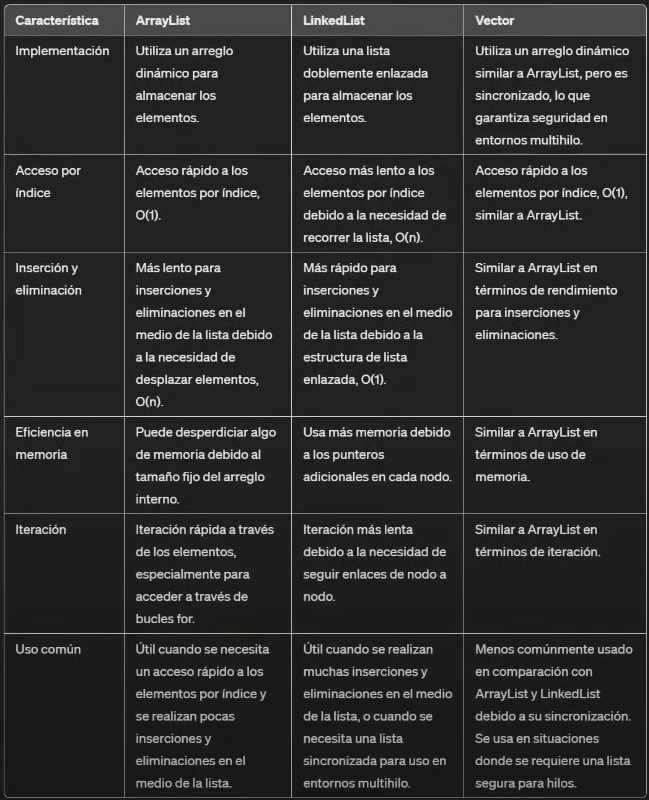 Característica
ArrayList
LinkedList
Vector
Implementación
Utiliza un arreglo
dinámico para
almacenar los
elementos.
Utiliza una lista
doblemente enlazada
para almacenar los
elementos.
Utiliza un arreglo dinámico
similar a ArrayList, pero es
sincronizado, lo que
garantiza seguridad en
entornos multihilo.
Acceso por
índice
Acceso rápido a los
elementos por índice,
O(1).
Acceso más lento a los
elementos por índice
debido a la necesidad de
recorrer la lista, O(n).
Acceso rápido a los
elementos por índice, O(1),
similar a ArrayList.
Inserción y
eliminación
Más lento para
inserciones y
eliminaciones en el
medio de la lista debido
a la necesidad de
desplazar elementos,
O(n).
Más rápido para
inserciones y
eliminaciones en el medio
de la lista debido a la
estructura de lista
enlazada, O(1).
Similar a ArrayList en
términos de rendimiento
para inserciones y
eliminaciones.
Eficiencia en
memoria
Puede desperdiciar algo
de memoria debido al
tamaño fijo del arreglo
interno.
Usa más memoria debido
a los punteros
adicionales en cada nodo.
Similar a ArrayList en
términos de uso de
memoria.
Iteración
Iteración rápida a través
de los elementos,
especialmente para
acceder a través de
bucles for.
Iteración más lenta
debido a la necesidad de
seguir enlaces de nodo a
nodo.
Similar a ArrayList en
términos de iteración.
Uso común
Útil cuando se necesita
un acceso rápido a los
elementos por índice y
se realizan pocas
inserciones y
eliminaciones en el
medio de la lista.
Útil cuando se realizan
muchas inserciones y
eliminaciones en el medio
de la lista, o cuando se
necesita una lista
sincronizada para uso en
entornos multihilo.
Menos comúnmente usado
en comparación con
ArrayList y LinkedList
debido a su sincronización.
Se usa en situaciones
donde se requiere una lista
segura para hilos.